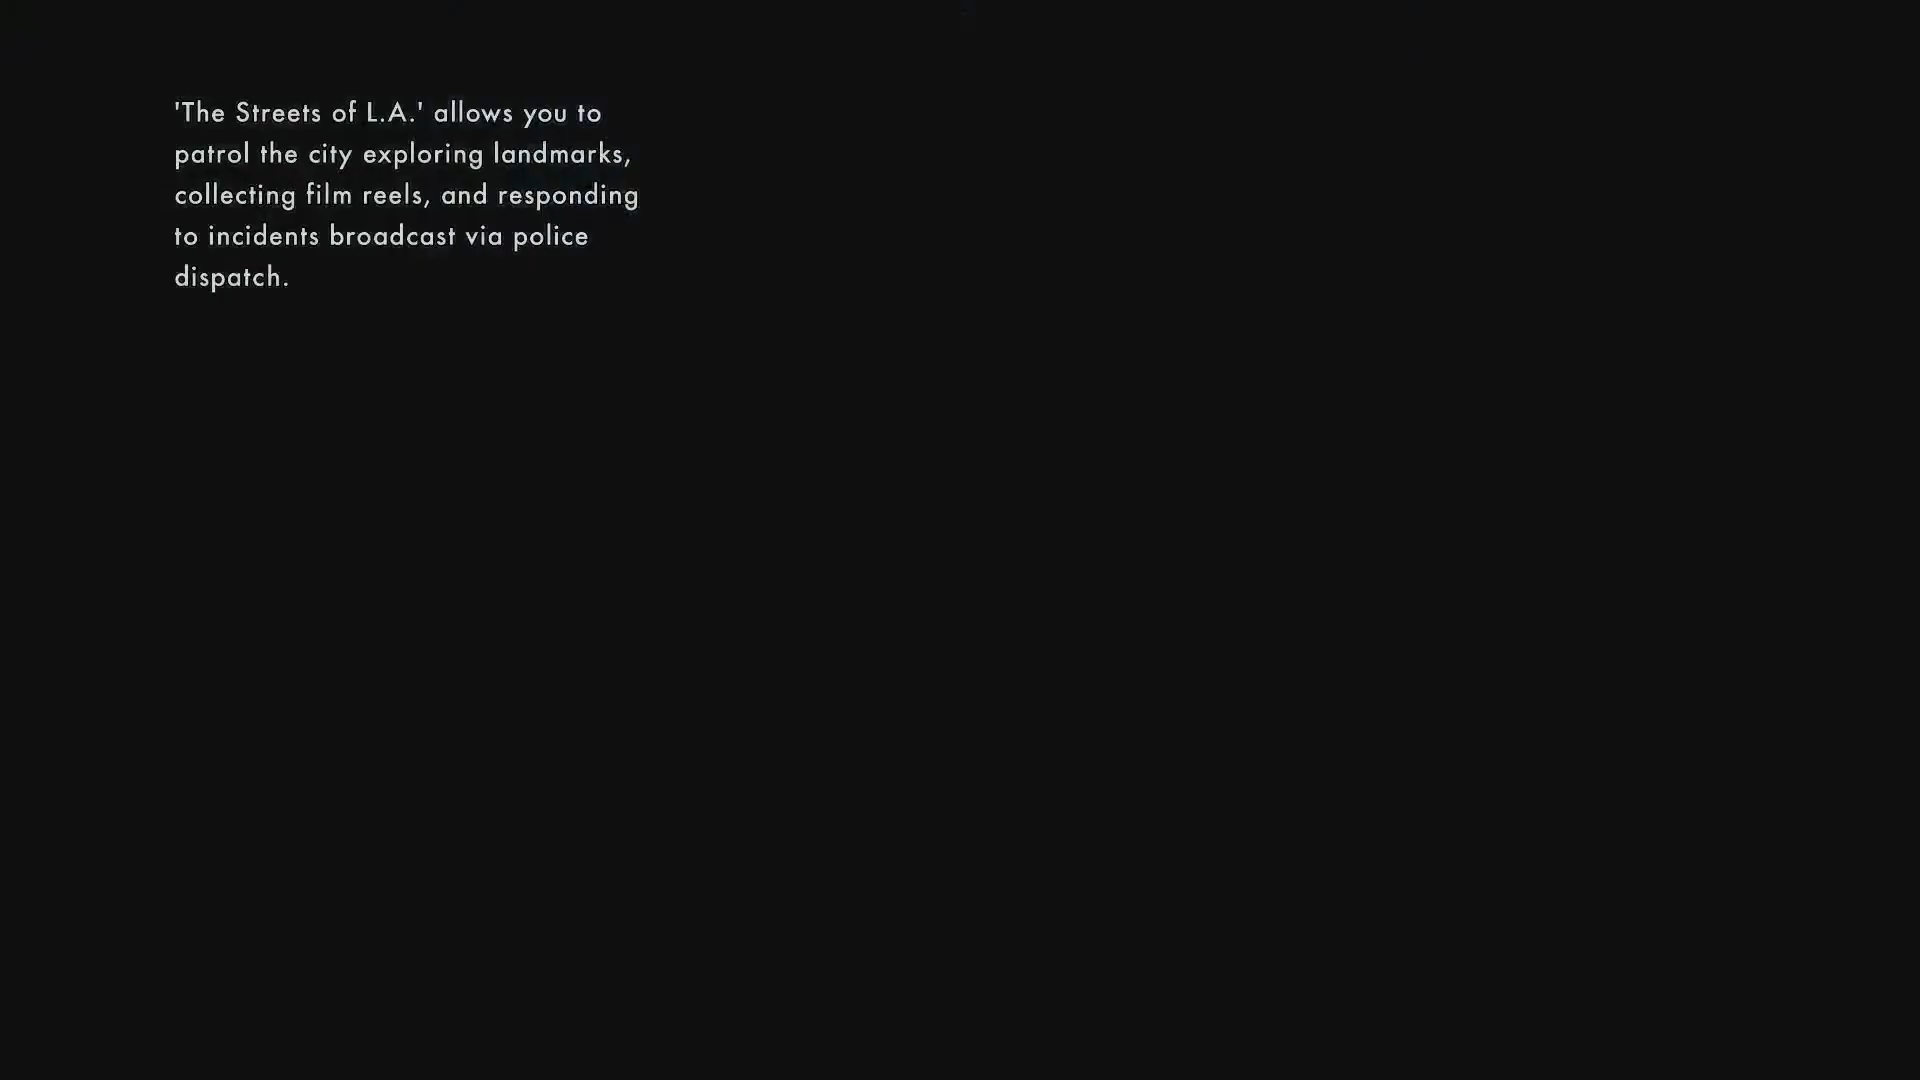 'The Streets of L.A.' allows you to
patrol the city exploring landmarks,
collecting film reels, and responding
to incidents broadcast via police
dispatch.